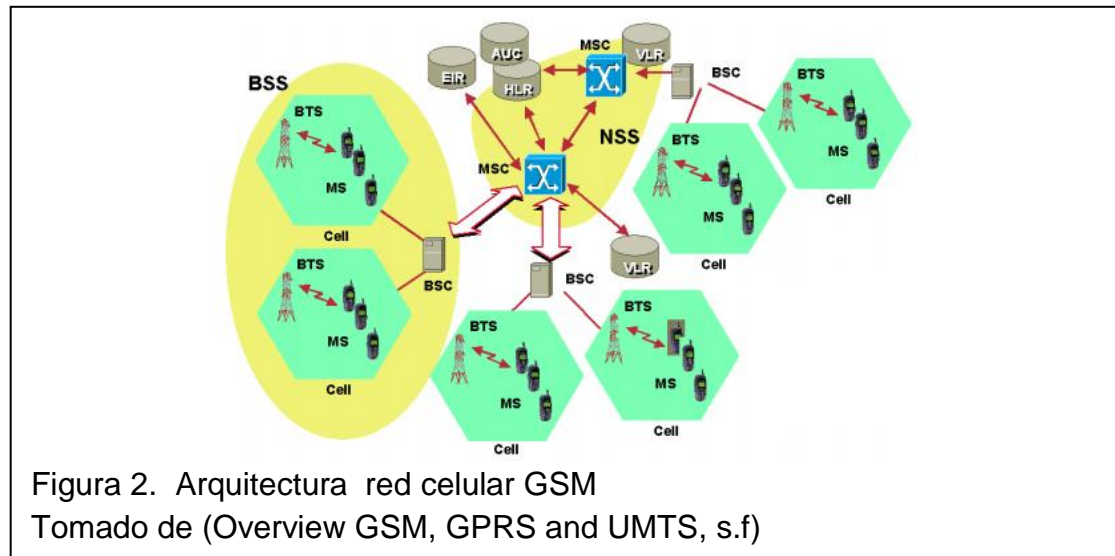 AUC
MSC
VLR
EIR
HLR
BSC
BSS
BTS
MS
Cell
NSS
MSC
BTS
MS
Cell
BTS
MS
Cell
BTS
MS
Cell
BSC
VLR
BSC
BTS
MS
Cell
BTS
MS
Cell
Figura 2. Arquitectura red celular GSM
Tomado de (Overview GSM, GPRS and UMTS, s.f)